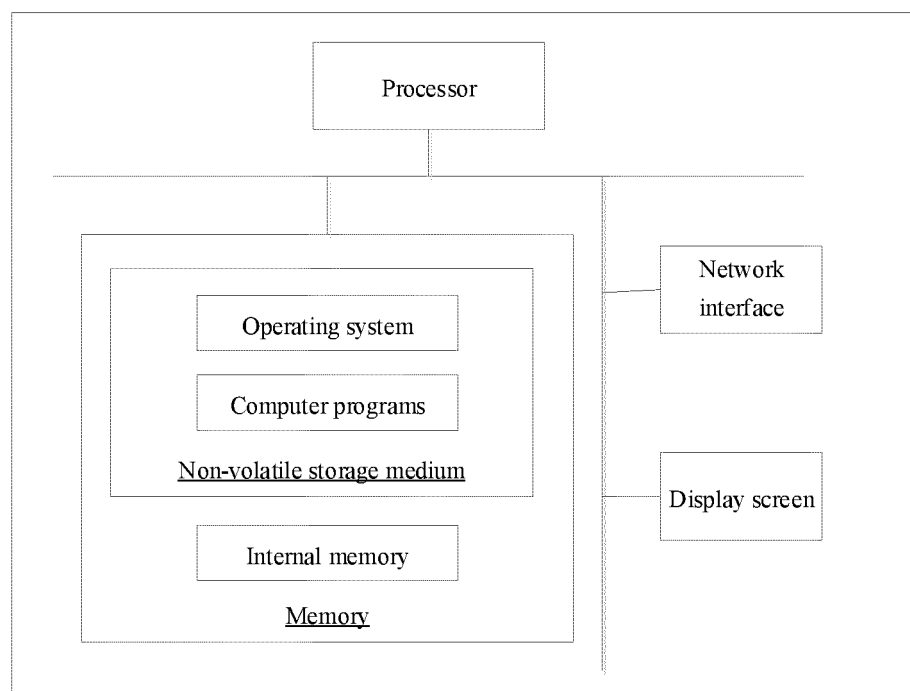 Processor
Network
interface
Operating system
Computer programs
Non-volatile storage medium
Display screen
Internal memory
Memory